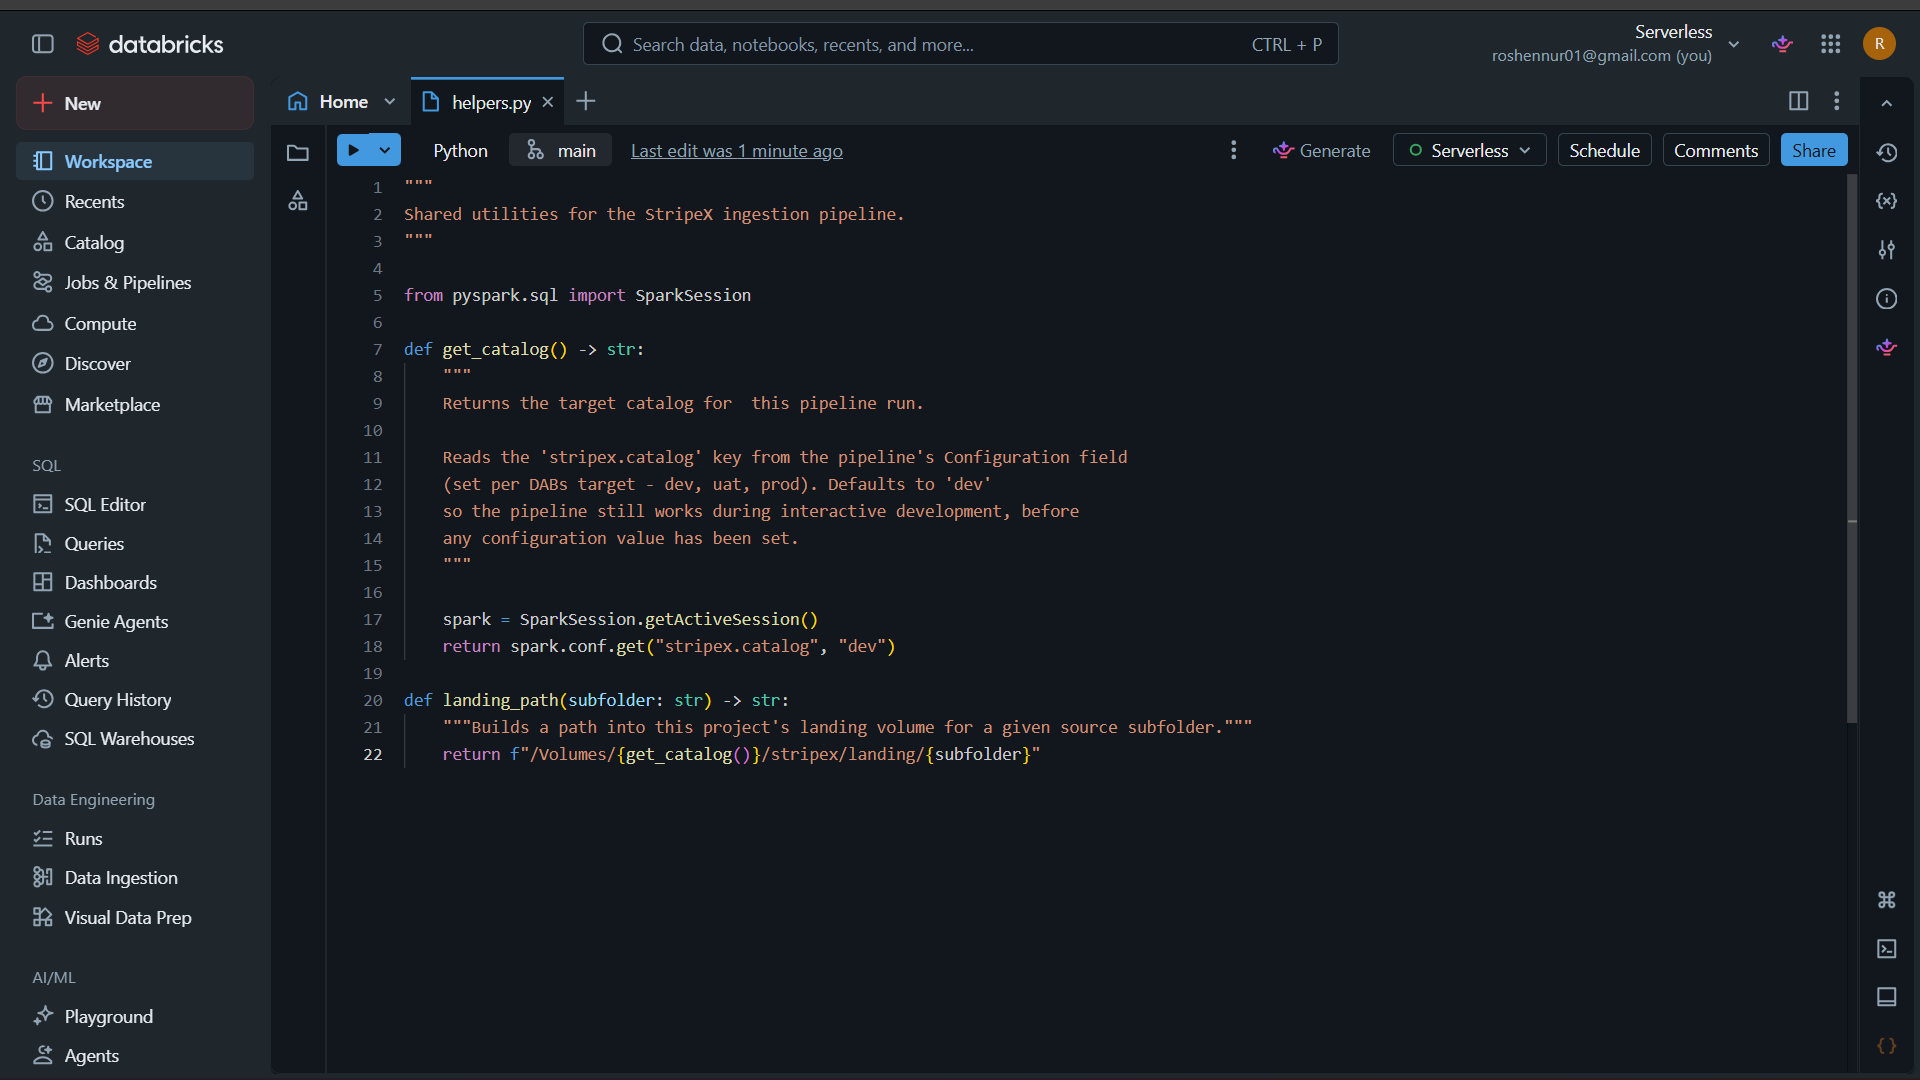 databricks
Search data, notebooks, recents, and more...
CTRL + P
Serverless
roshennur01@gmail.com (you)
R
New
Workspace
Recents
Catalog
Jobs & Pipelines
Compute
Discover
Marketplace
SQL
SQL Editor
Queries
Dashboards
Genie Agents
Alerts
Query History
SQL Warehouses
Data Engineering
Runs
Data Ingestion
Visual Data Prep
AI/ML
Playground
Agents
Home
helpers.py
Python
main
Last edit was 1 minute ago
Generate
Serverless
Schedule
Comments
Share
1 """
2 Shared utilities for the StripeX ingestion pipeline.
3 """
4
5 from pyspark.sql import SparkSession
6
7 def get_catalog() -> str:
8     """
9     Returns the target catalog for  this pipeline run.
10
11     Reads the 'stripex.catalog' key from the pipeline's Configuration field
12     (set per DABs target - dev, uat, prod). Defaults to 'dev'
13     so the pipeline still works during interactive development, before
14     any configuration value has been set.
15     """
16
17     spark = SparkSession.getActiveSession()
18     return spark.conf.get("stripex.catalog", "dev")
19
20 def landing_path(subfolder: str) -> str:
21     """Builds a path into this project's landing volume for a given source subfolder."""
22     return f"/Volumes/{get_catalog()}/stripex/landing/{subfolder}"